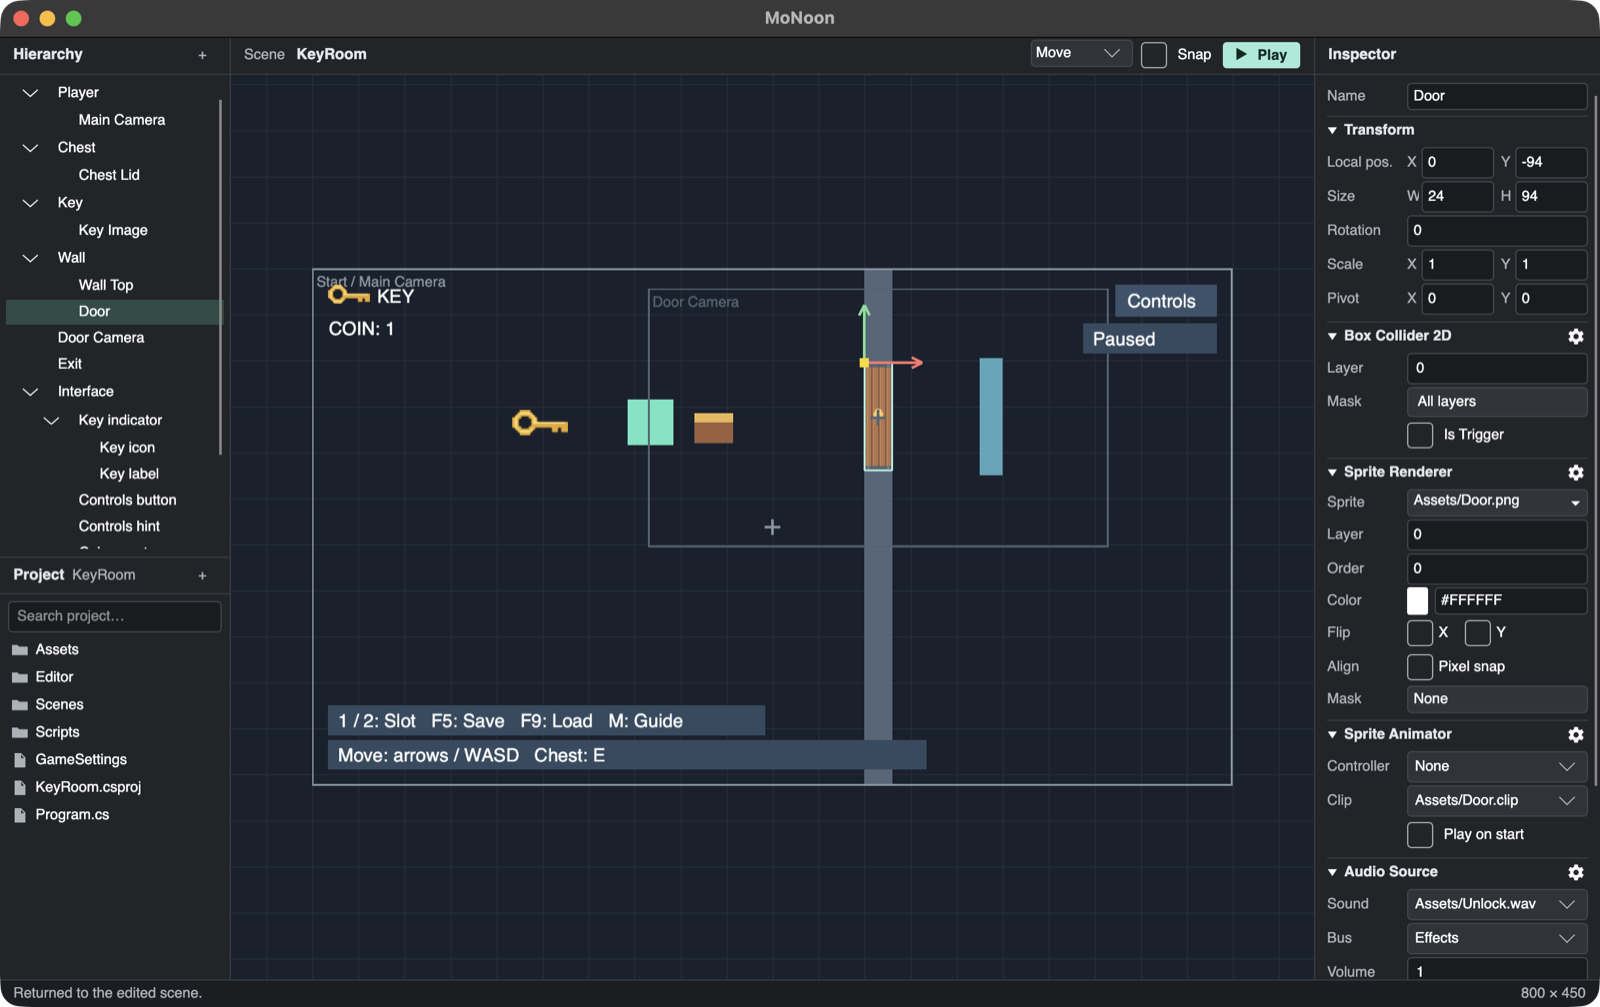 MoNoon
Hierarchy +
Player
Main Camera
Chest
Chest Lid
Key
Key Image
Wall
Wall Top
Door
Door Camera
Exit
Interface
Key indicator
Key icon
Key label
Controls button
Controls hint
Project KeyRoom +
Search project...
Assets
Editor
Scenes
Scripts
GameSettings
KeyRoom.csproj
Program.cs
Scene KeyRoom
Move
Snap
Play
Start / Main Camera
KEY
COIN: 1
Door Camera
Controls
Paused
1 / 2: Slot F5: Save F9: Load M: Guide
Move: arrows / WASD Chest: E
Inspector
Name Door
Transform
Local pos. X 0 Y -94
Size W 24 H 94
Rotation 0
Scale X 1 Y 1
Pivot X 0 Y 0
Box Collider 2D
Layer 0
Mask All layers
Is Trigger
Sprite Renderer
Sprite Assets/Door.png
Layer 0
Order 0
Color #FFFFFF
Flip X Y
Align Pixel snap
Mask None
Sprite Animator
Controller None
Clip Assets/Door.clip
Play on start
Audio Source
Sound Assets/Unlock.wav
Bus Effects
Volume 1
Returned to the edited scene.
800 × 450